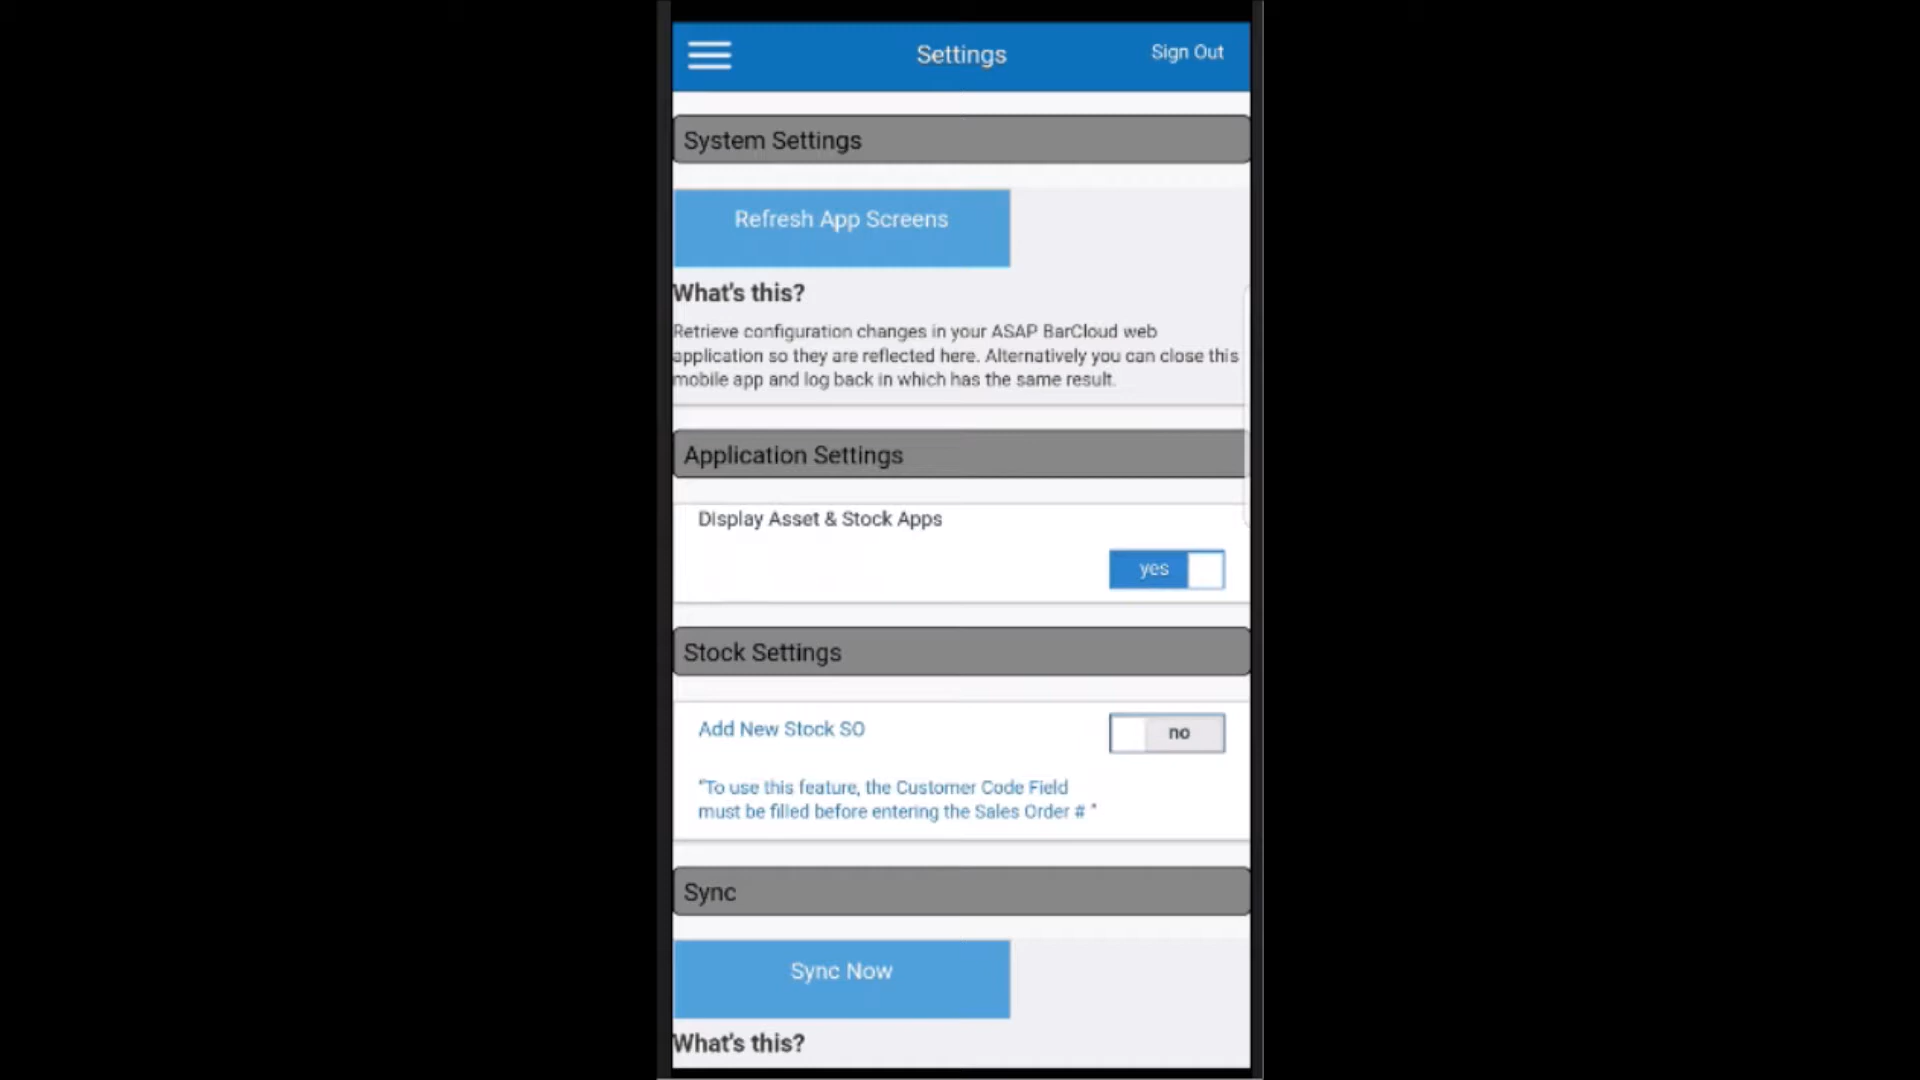 Settings
Sign Out
System Settings
Refresh App Screens
What's this?
Retrieve configuration changes in your ASAP BarCloud web
application so they are reflected here. Alternatively you can close this
mobile app and log back in which has the same result.
Application Settings
Display Asset & Stock Apps
yes
Stock Settings
Add New Stock SO
no
"To use this feature, the Customer Code Field
must be filled before entering the Sales Order # "
Sync
Sync Now
What's this?